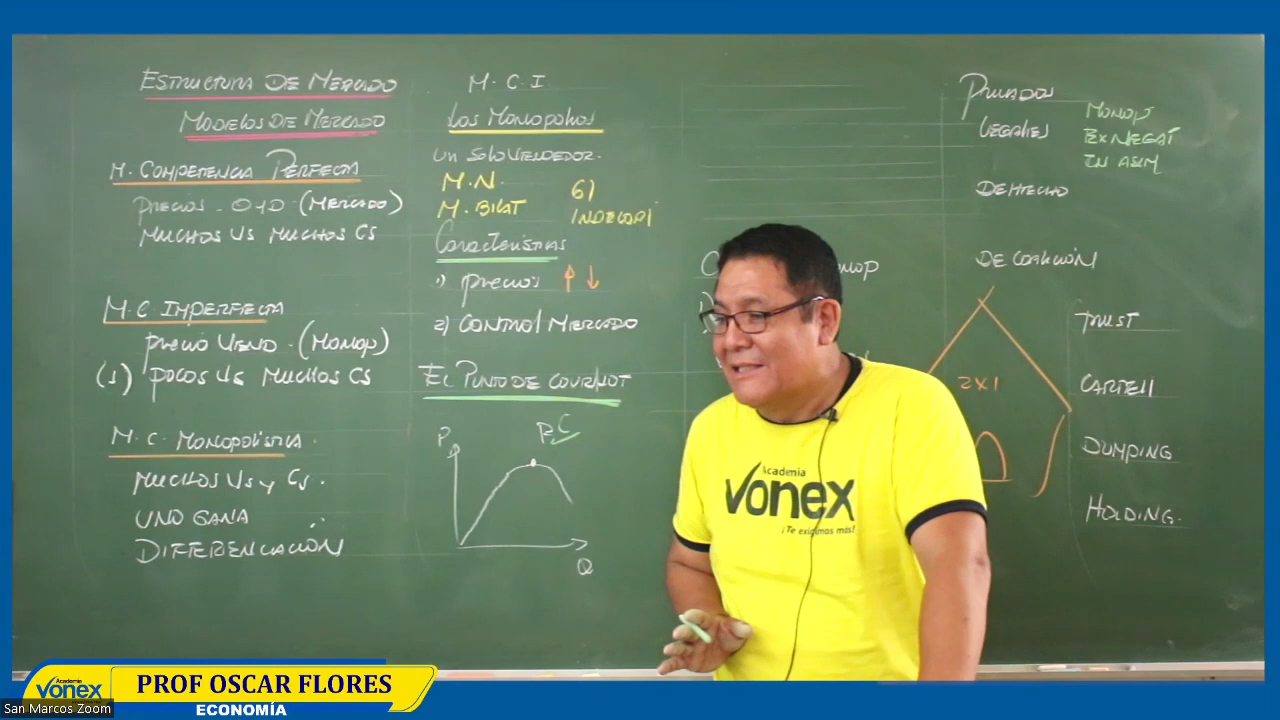 ESTRUCTURA DE MERCADO
MODELOS DE MERCADO
M. COMPETENCIA PERFECTA
PRECIOS - O Y D - (MERCADO)
MUCHOS VS MUCHOS CS
M.C IMPERFECTA
PRECIO VEND - (MONOP)
(1) POCOS VS MUCHOS CS
M.C. MONOPOLISTICA.
MUCHOS VS y CS.
UNO GANA
DIFERENCIACIÓN
M.C.I
LOS MONOPOLIOS
UN SOLO VENDEDOR.
M.N.
M. BILAT
61
INDECOPI
Características
1) PRECIOS ↑ ↓
2) CONTROL MERCADO
EL PUNTO DE COURNOT
P
PC
Q
PRIVADOS
LEGALES
MONOP
EX NEGAT
DE HECHO
DE COALICIÓN
2X1
TRUST
CARTELL
DUMPING
HOLDING.
Academia
Vonex
¡Te exigimos más!
Academia
Vonex
PROF OSCAR FLORES
ECONOMÍA
San Marcos Zoom